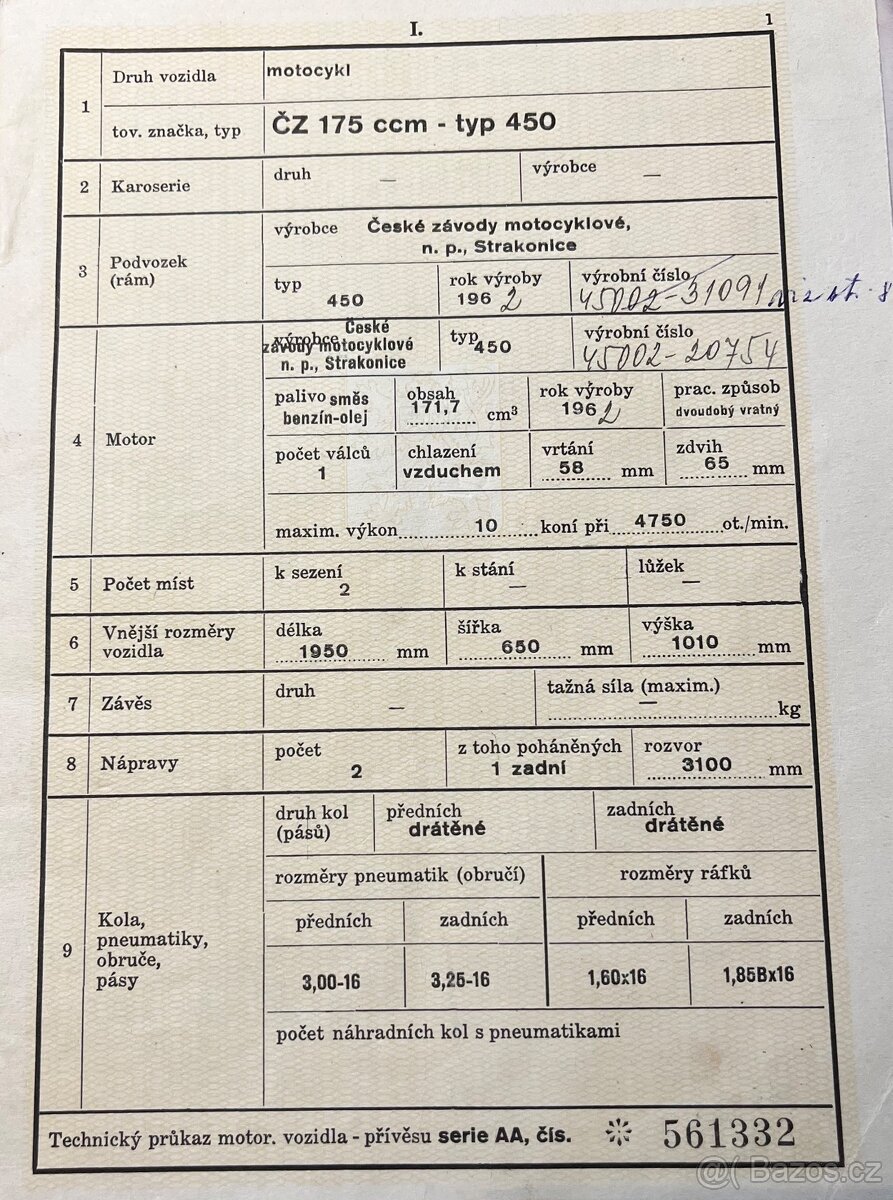 I.
1
1
Druh vozidla
motocykl
tov. značka, typ
ČZ 175 ccm - typ 450
2
Karoserie
druh
—
výrobce
—
3
Podvozek
(rám)
výrobce
České závody motocyklové,
n. p., Strakonice
typ
450
rok výroby
1962
výrobní číslo
45002-31091 viz st. 8
4
Motor
výrobce
České
závody motocyklové
n. p., Strakonice
typ
450
výrobní číslo
45002-20754
palivo směs
benzín-olej
obsah
171,7 cm³
rok výroby
1962
prac. způsob
dvoudobý vratný
počet válců
1
chlazení
vzduchem
vrtání
58 mm
zdvih
65 mm
maxim. výkon 10 koní při 4750 ot./min.
5
Počet míst
k sezení
2
k stání
—
lůžek
—
6
Vnější rozměry
vozidla
délka
1950 mm
šířka
650 mm
výška
1010 mm
7
Závěs
druh
—
tažná síla (maxim.)
— kg
8
Nápravy
počet
2
z toho poháněných
1 zadní
rozvor
3100 mm
9
Kola,
pneumatiky,
obruče,
pásy
druh kol
(pásů)
předních
drátěné
zadních
drátěné
rozměry pneumatik (obručí)
rozměry ráfků
předních
zadních
předních
zadních
3,00-16
3,25-16
1,60x16
1,85Bx16
počet náhradních kol s pneumatikami
Technický průkaz motor. vozidla - přívěsu serie AA, čís. 561332
Bazos.cz